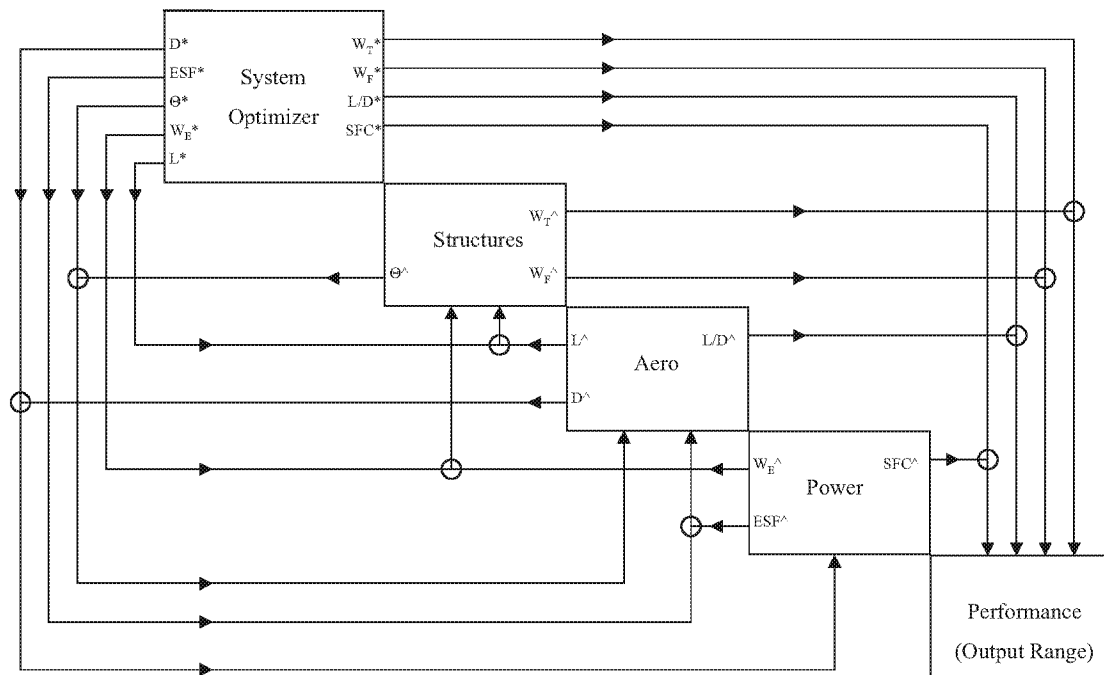 D*
ESF*
Θ*
W_E*
L*
System
Optimizer
W_T*
W_F*
L/D*
SFC*
Structures
Θ^
W_T^
W_F^
L^
D^
Aero
L/D^
W_E^
ESF^
Power
SFC^
Performance
(Output Range)